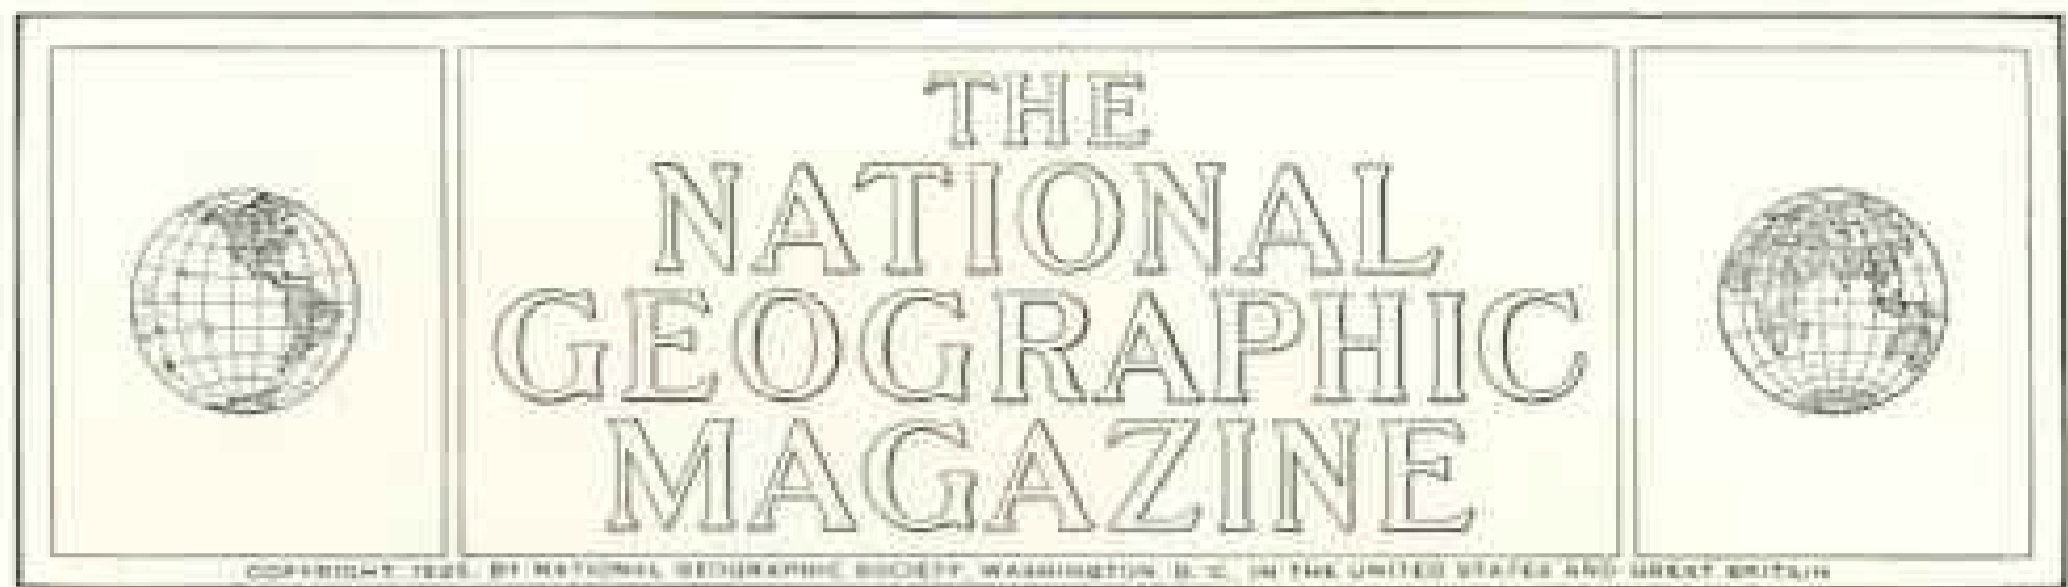 THE
NATIONAL
GEOGRAPHIC
MAGAZINE
COPYRIGHT BY NATIONAL GEOGRAPHIC SOCIETY, WASHINGTON, D. C., IN THE UNITED STATES AND GREAT BRITAIN